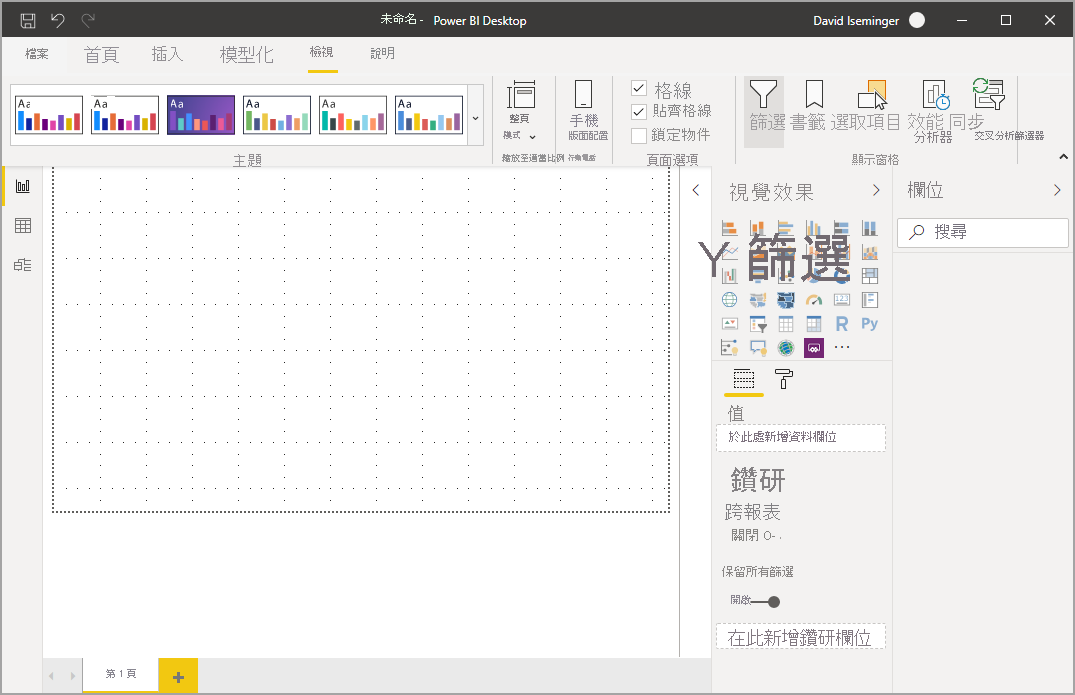 未命名 - Power BI Desktop
David Iseminger
檔案 首頁 插入 模型化 檢視 說明
Aa Aa Aa Aa Aa Aa
整頁
模式
手機
版面配置
格線
貼齊格線
鎖定物件
篩選 書籤 選取項目 效能 同步
分析器 交叉分析篩選器
主題 縮放至適當比例 頁面選項 顯示窗格
視覺效果
欄位
搜尋
Y 篩選
123
R Py
值
於此處新增資料欄位
鑽研
跨報表
關閉 O- .
保留所有篩選
開啟
在此新增鑽研欄位
第 1 頁